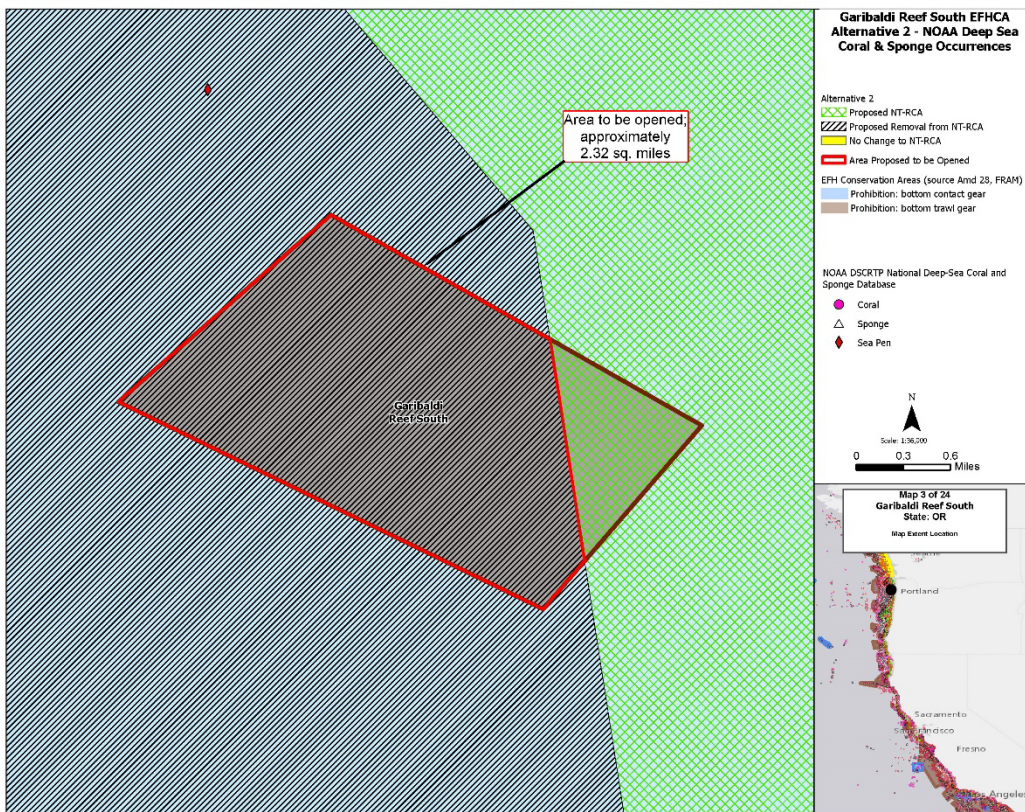 Area to be opened;
approximately
2.32 sq. miles
Garibaldi
Reef South
Garibaldi Reef South EFHCA
Alternative 2 - NOAA Deep Sea
Coral & Sponge Occurrences
Alternative 2
Proposed NT-RCA
Proposed Removal from NT-RCA
No Change to NT-RCA
Area Proposed to be Opened
EFH Conservation Areas (source Amd 28, FRAM)
Prohibition: bottom contact gear
Prohibition: bottom trawl gear
NOAA DSCRTP National Deep-Sea Coral and
Sponge Database
Coral
Sponge
Sea Pen
N
Scale: 1:36,000
0 0.3 0.6
Miles
Map 3 of 24
Garibaldi Reef South
State: OR
Map Extent Location
Portland
Sacramento
San Francisco
Fresno
Los Angeles